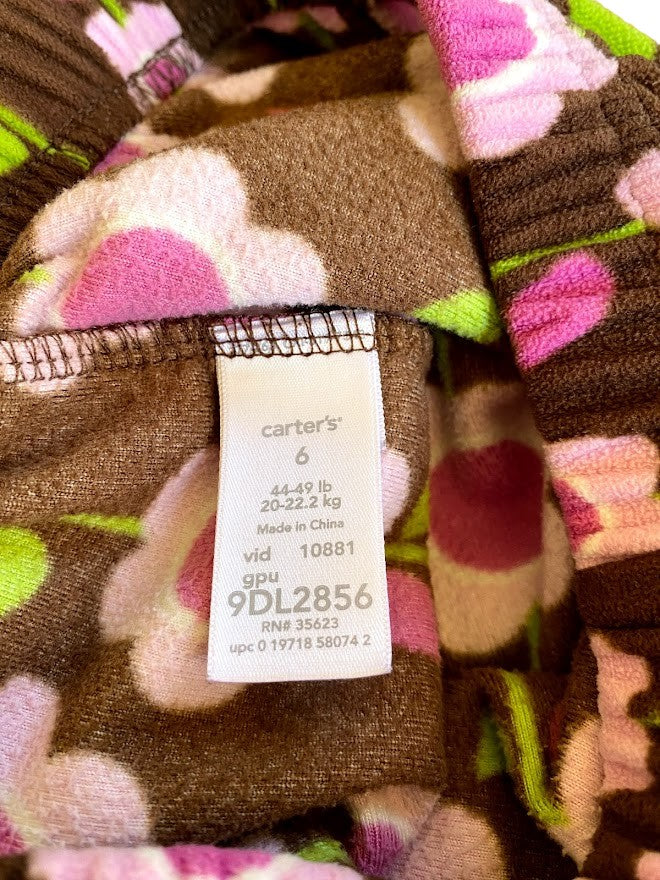 carter's®
6
44-49 lb
20-22.2 kg
Made in China
vid 10881
gpu
9DL2856
RN# 35623
upc 0 19718 58074 2